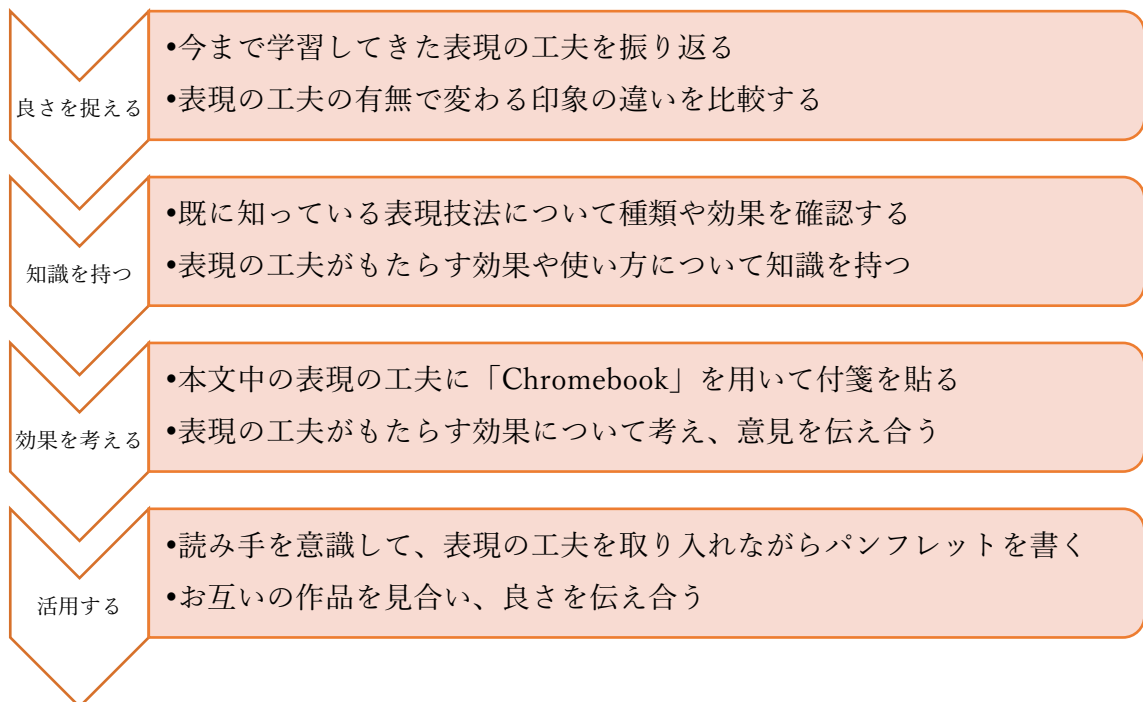 良さを捉える
•今まで学習してきた表現の工夫を振り返る
•表現の工夫の有無で変わる印象の違いを比較する
知識を持つ
•既に知っている表現技法について種類や効果を確認する
•表現の工夫がもたらす効果や使い方について知識を持つ
効果を考える
•本文中の表現の工夫に「Chromebook」を用いて付箋を貼る
•表現の工夫がもたらす効果について考え、意見を伝え合う
活用する
•読み手を意識して、表現の工夫を取り入れながらパンフレットを書く
•お互いの作品を見合い、良さを伝え合う